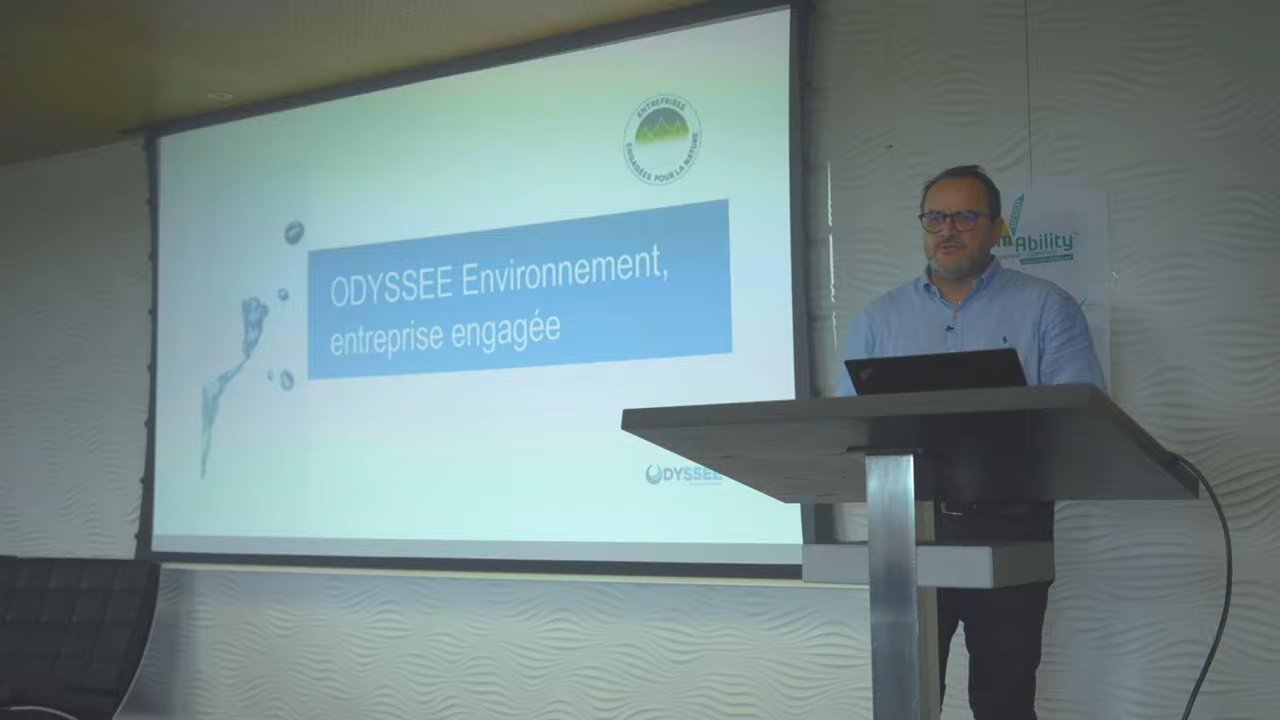 ENTREPRISES
ENGAGÉES POUR LA NATURE
ODYSSEE Environnement,
entreprise engagée
ODYSSEE
Ability